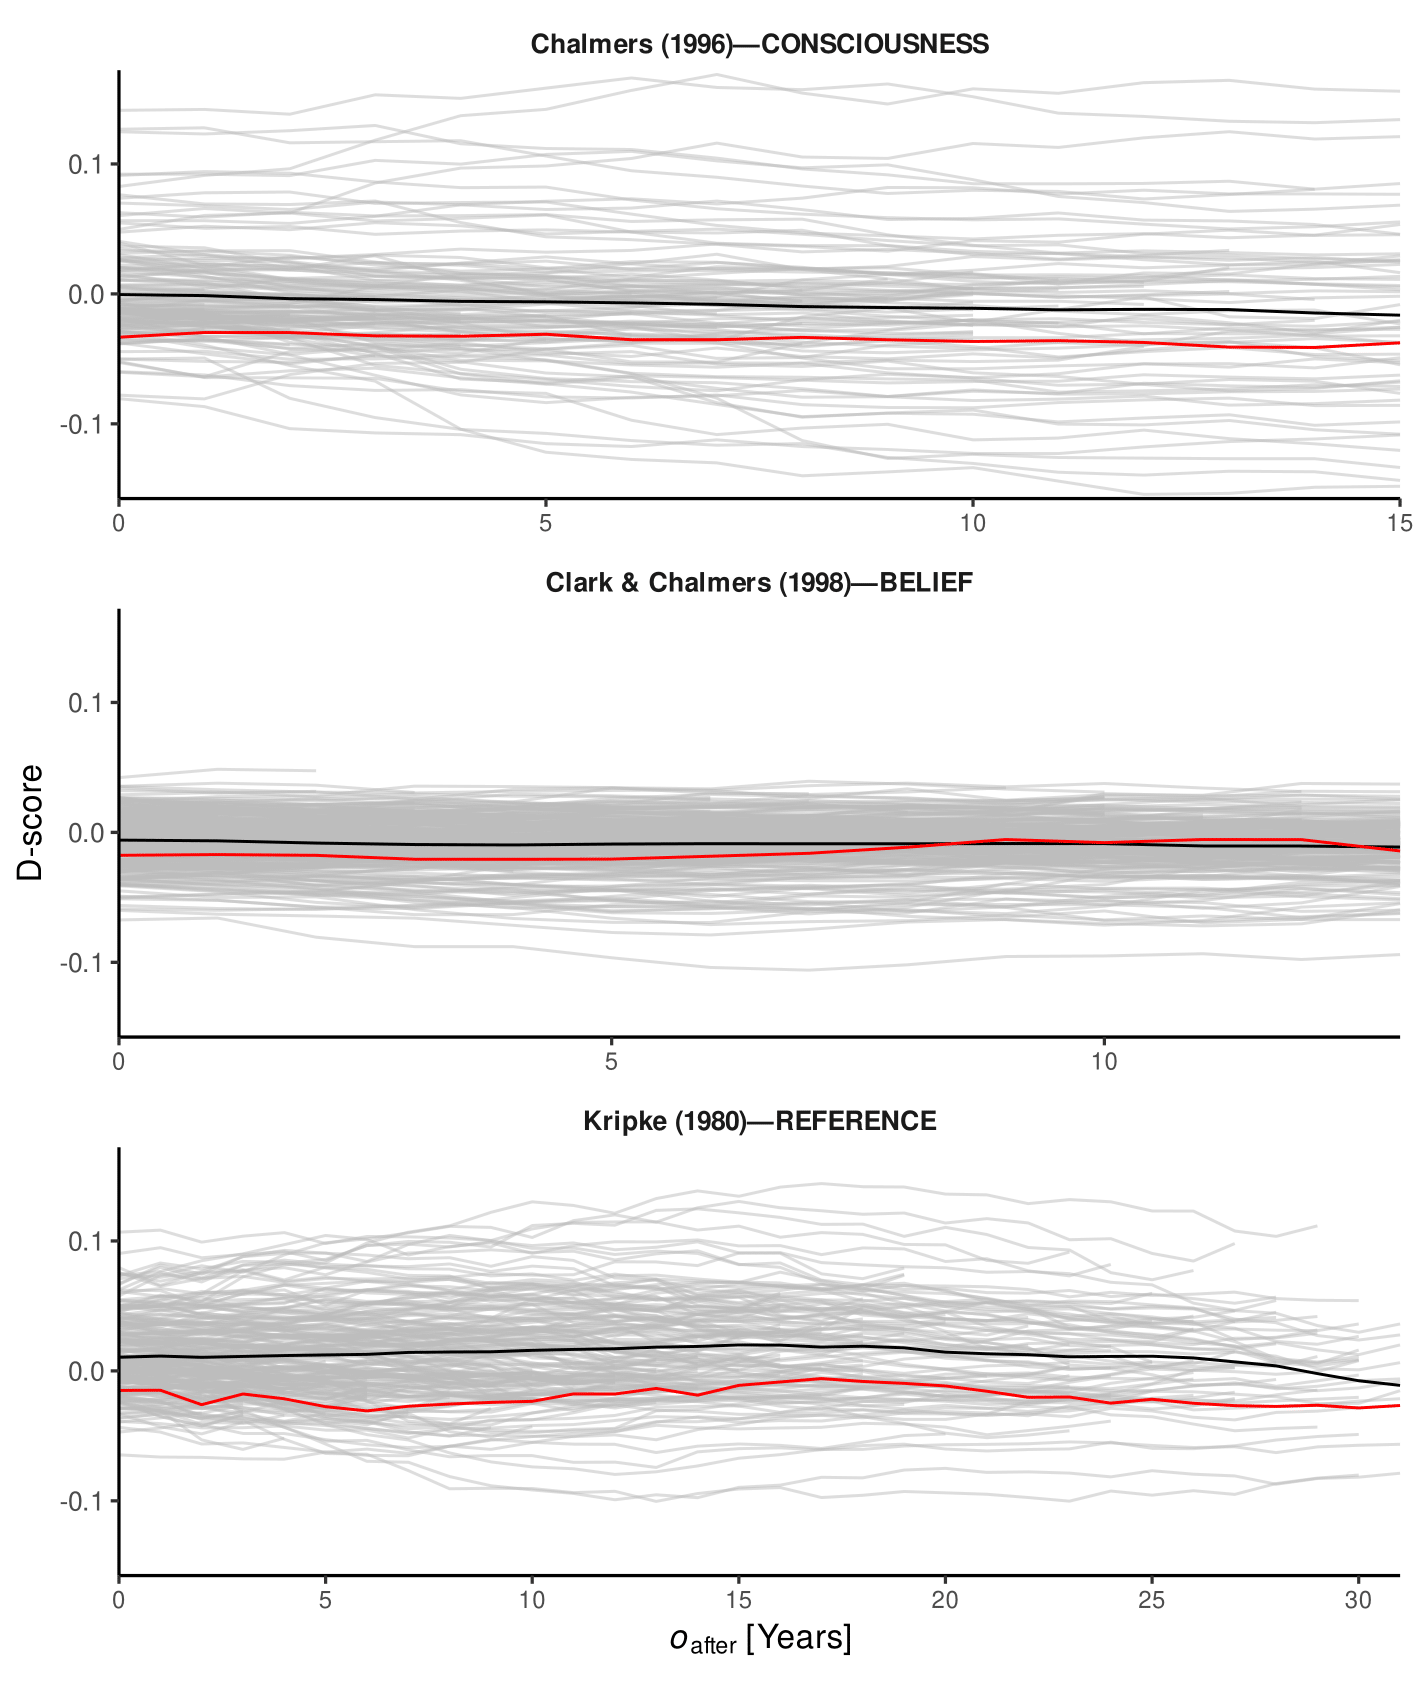 Chalmers (1996)—CONSCIOUSNESS
0.1
0.0
-0.1
0 5 10 15
Clark & Chalmers (1998)—BELIEF
0.1
0.0
-0.1
0 5 10
D-score
Kripke (1980)—REFERENCE
0.1
0.0
-0.1
0 5 10 15 20 25 30
o after [Years]